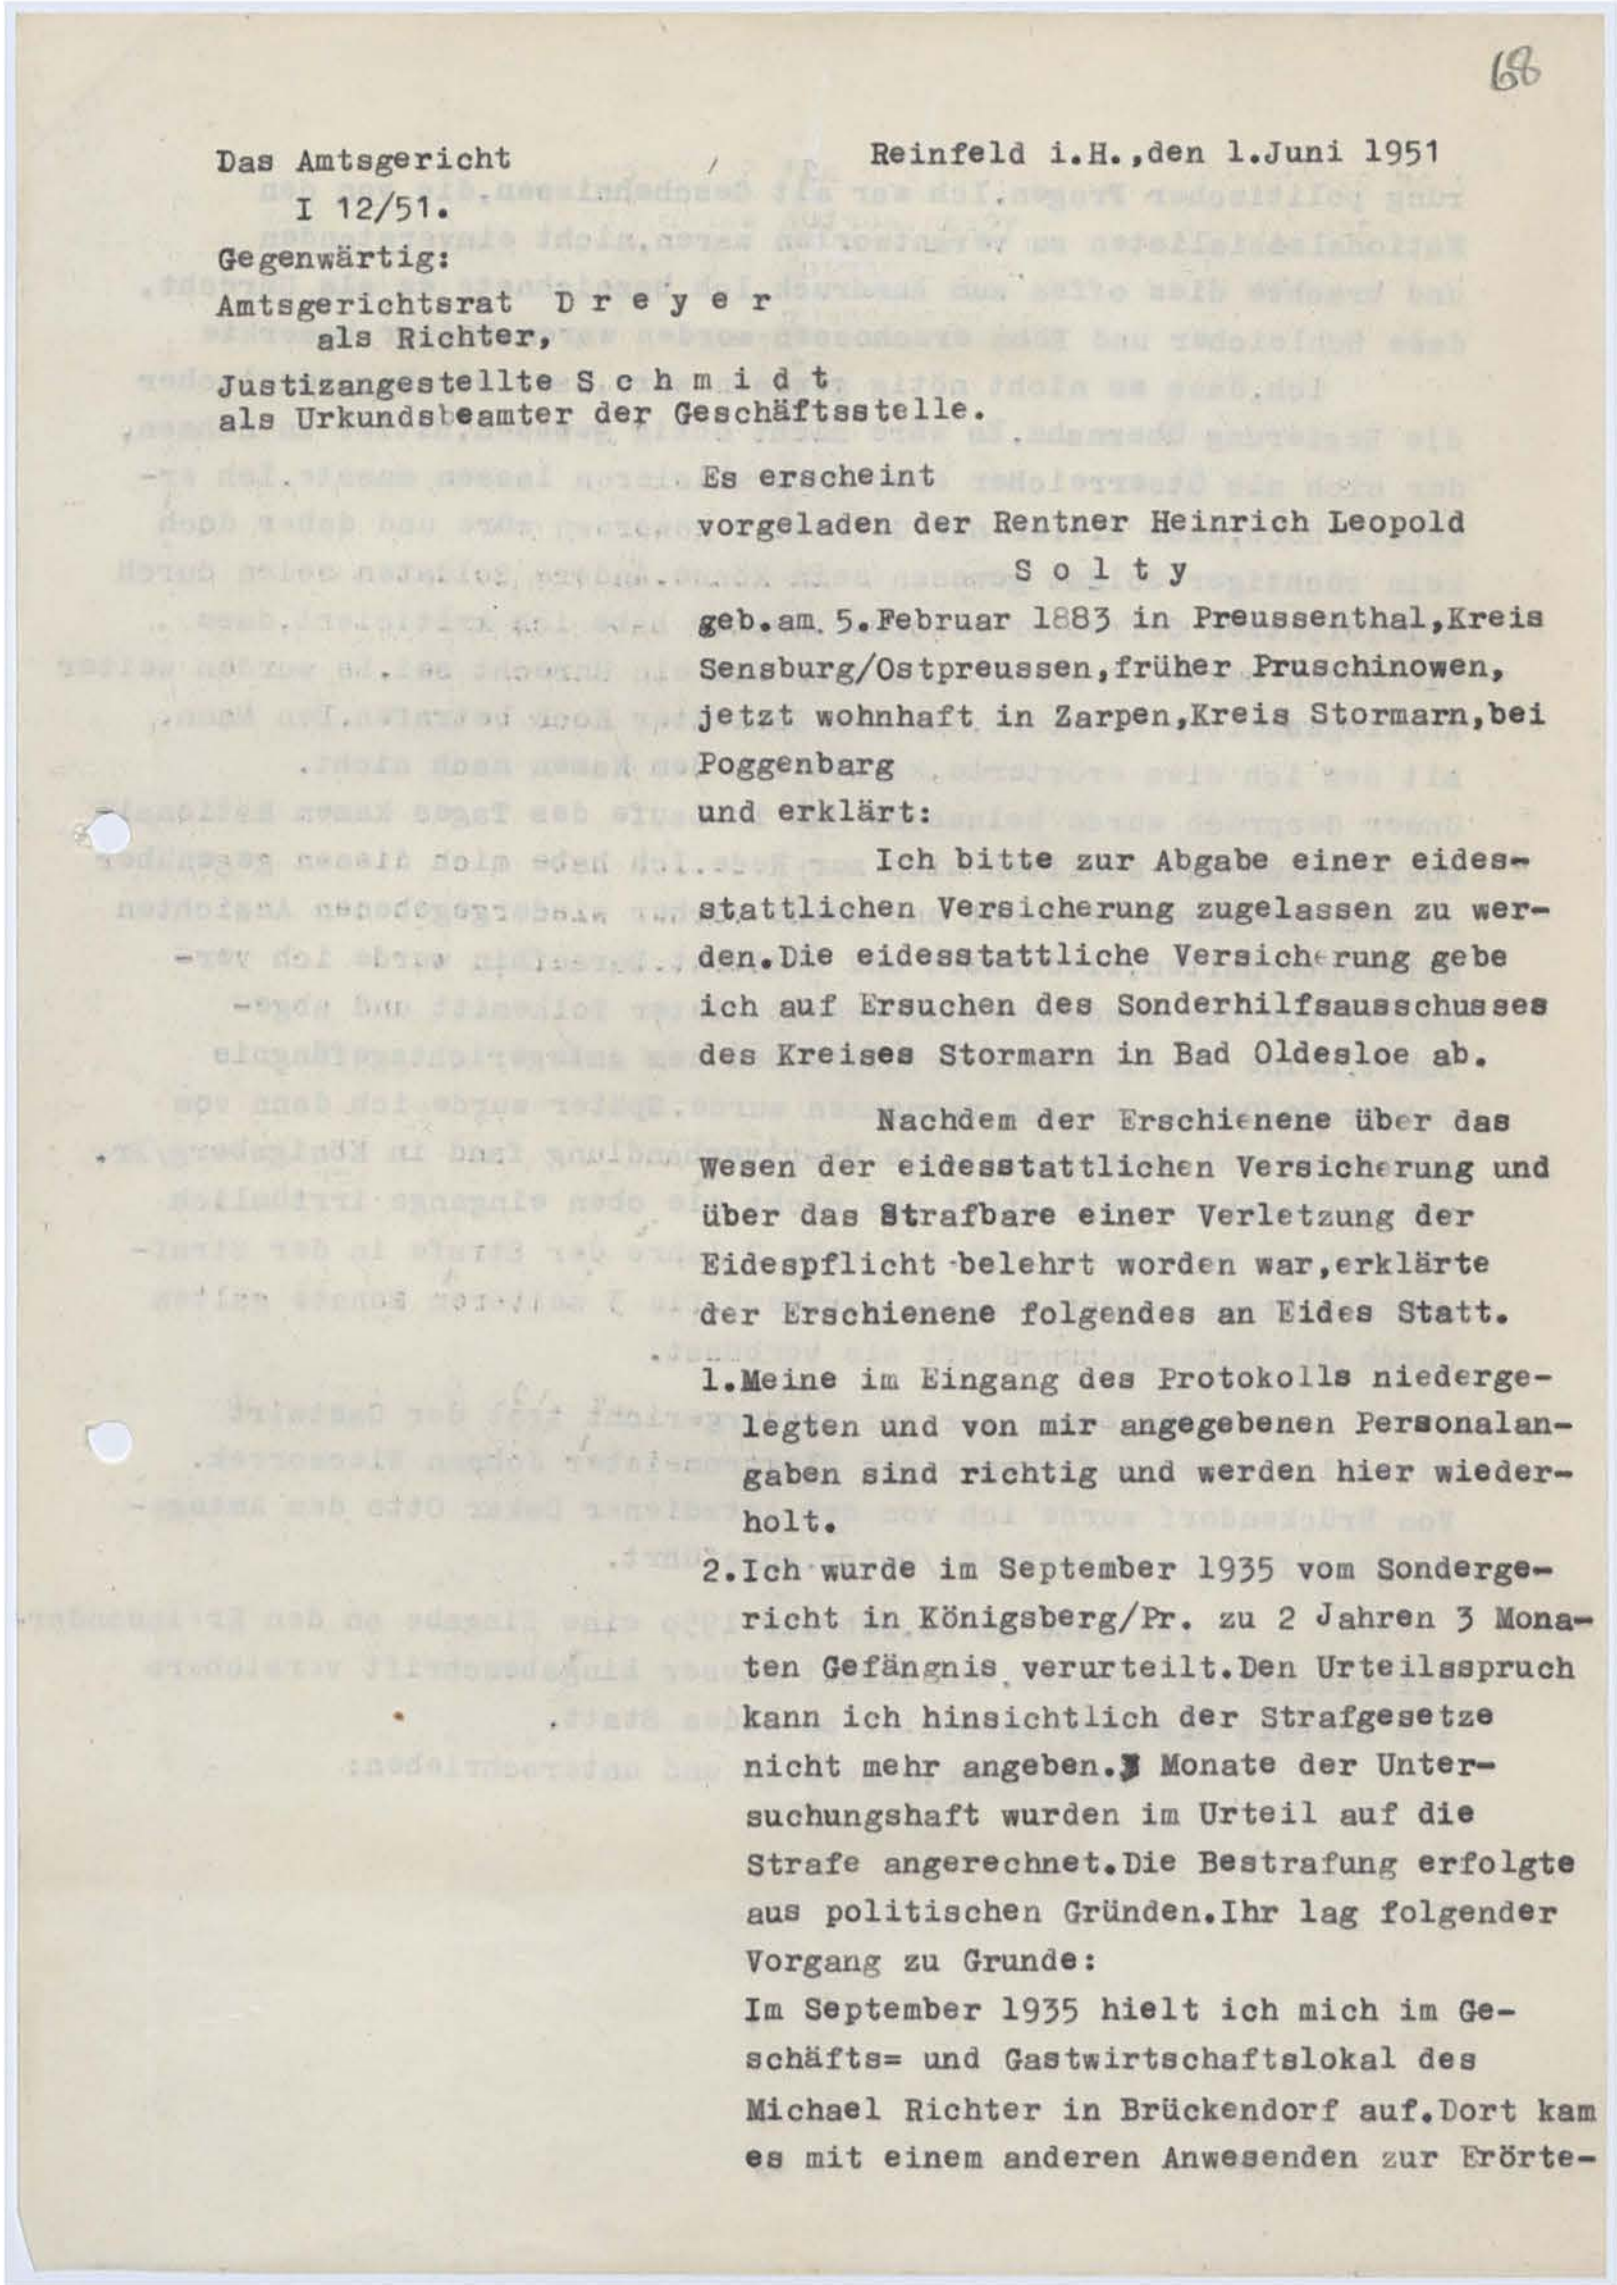 68
Das Amtsgericht
Reinfeld i.H.,den 1.Juni 1951
I 12/51.
Gegenwärtig:
Amtsgerichtsrat D r e y e r
als Richter,
Justizangestellte S c h m i d t
als Urkundsbeamter der Geschäftsstelle.
Es erscheint
vorgeladen der Rentner Heinrich Leopold
S o l t y
geb.am 5.Februar 1883 in Preussenthal,Kreis
Sensburg/Ostpreussen,früher Pruschinowen,
jetzt wohnhaft in Zarpen,Kreis Stormarn,bei
Poggenbarg
und erklärt:
Ich bitte zur Abgabe einer eides-
stattlichen Versicherung zugelassen zu wer-
den.Die eidesstattliche Versicherung gebe
ich auf Ersuchen des Sonderhilfsausschusses
des Kreises Stormarn in Bad Oldesloe ab.
Nachdem der Erschienene über das
Wesen der eidesstattlichen Versicherung und
über das Strafbare einer Verletzung der
Eidespflicht belehrt worden war,erklärte
der Erschienene folgendes an Eides Statt.
1.Meine im Eingang des Protokolls niederge-
legten und von mir angegebenen Personalan-
gaben sind richtig und werden hier wieder-
holt.
2.Ich wurde im September 1935 vom Sonderge-
richt in Königsberg/Pr. zu 2 Jahren 3 Mona-
ten Gefängnis verurteilt.Den Urteilsspruch
kann ich hinsichtlich der Strafgesetze
nicht mehr angeben. Monate der Unter-
suchungshaft wurden im Urteil auf die
Strafe angerechnet.Die Bestrafung erfolgte
aus politischen Gründen.Ihr lag folgender
Vorgang zu Grunde:
Im September 1935 hielt ich mich im Ge-
schäfts= und Gastwirtschaftslokal des
Michael Richter in Brückendorf auf.Dort kam
es mit einem anderen Anwesenden zur Erörte-